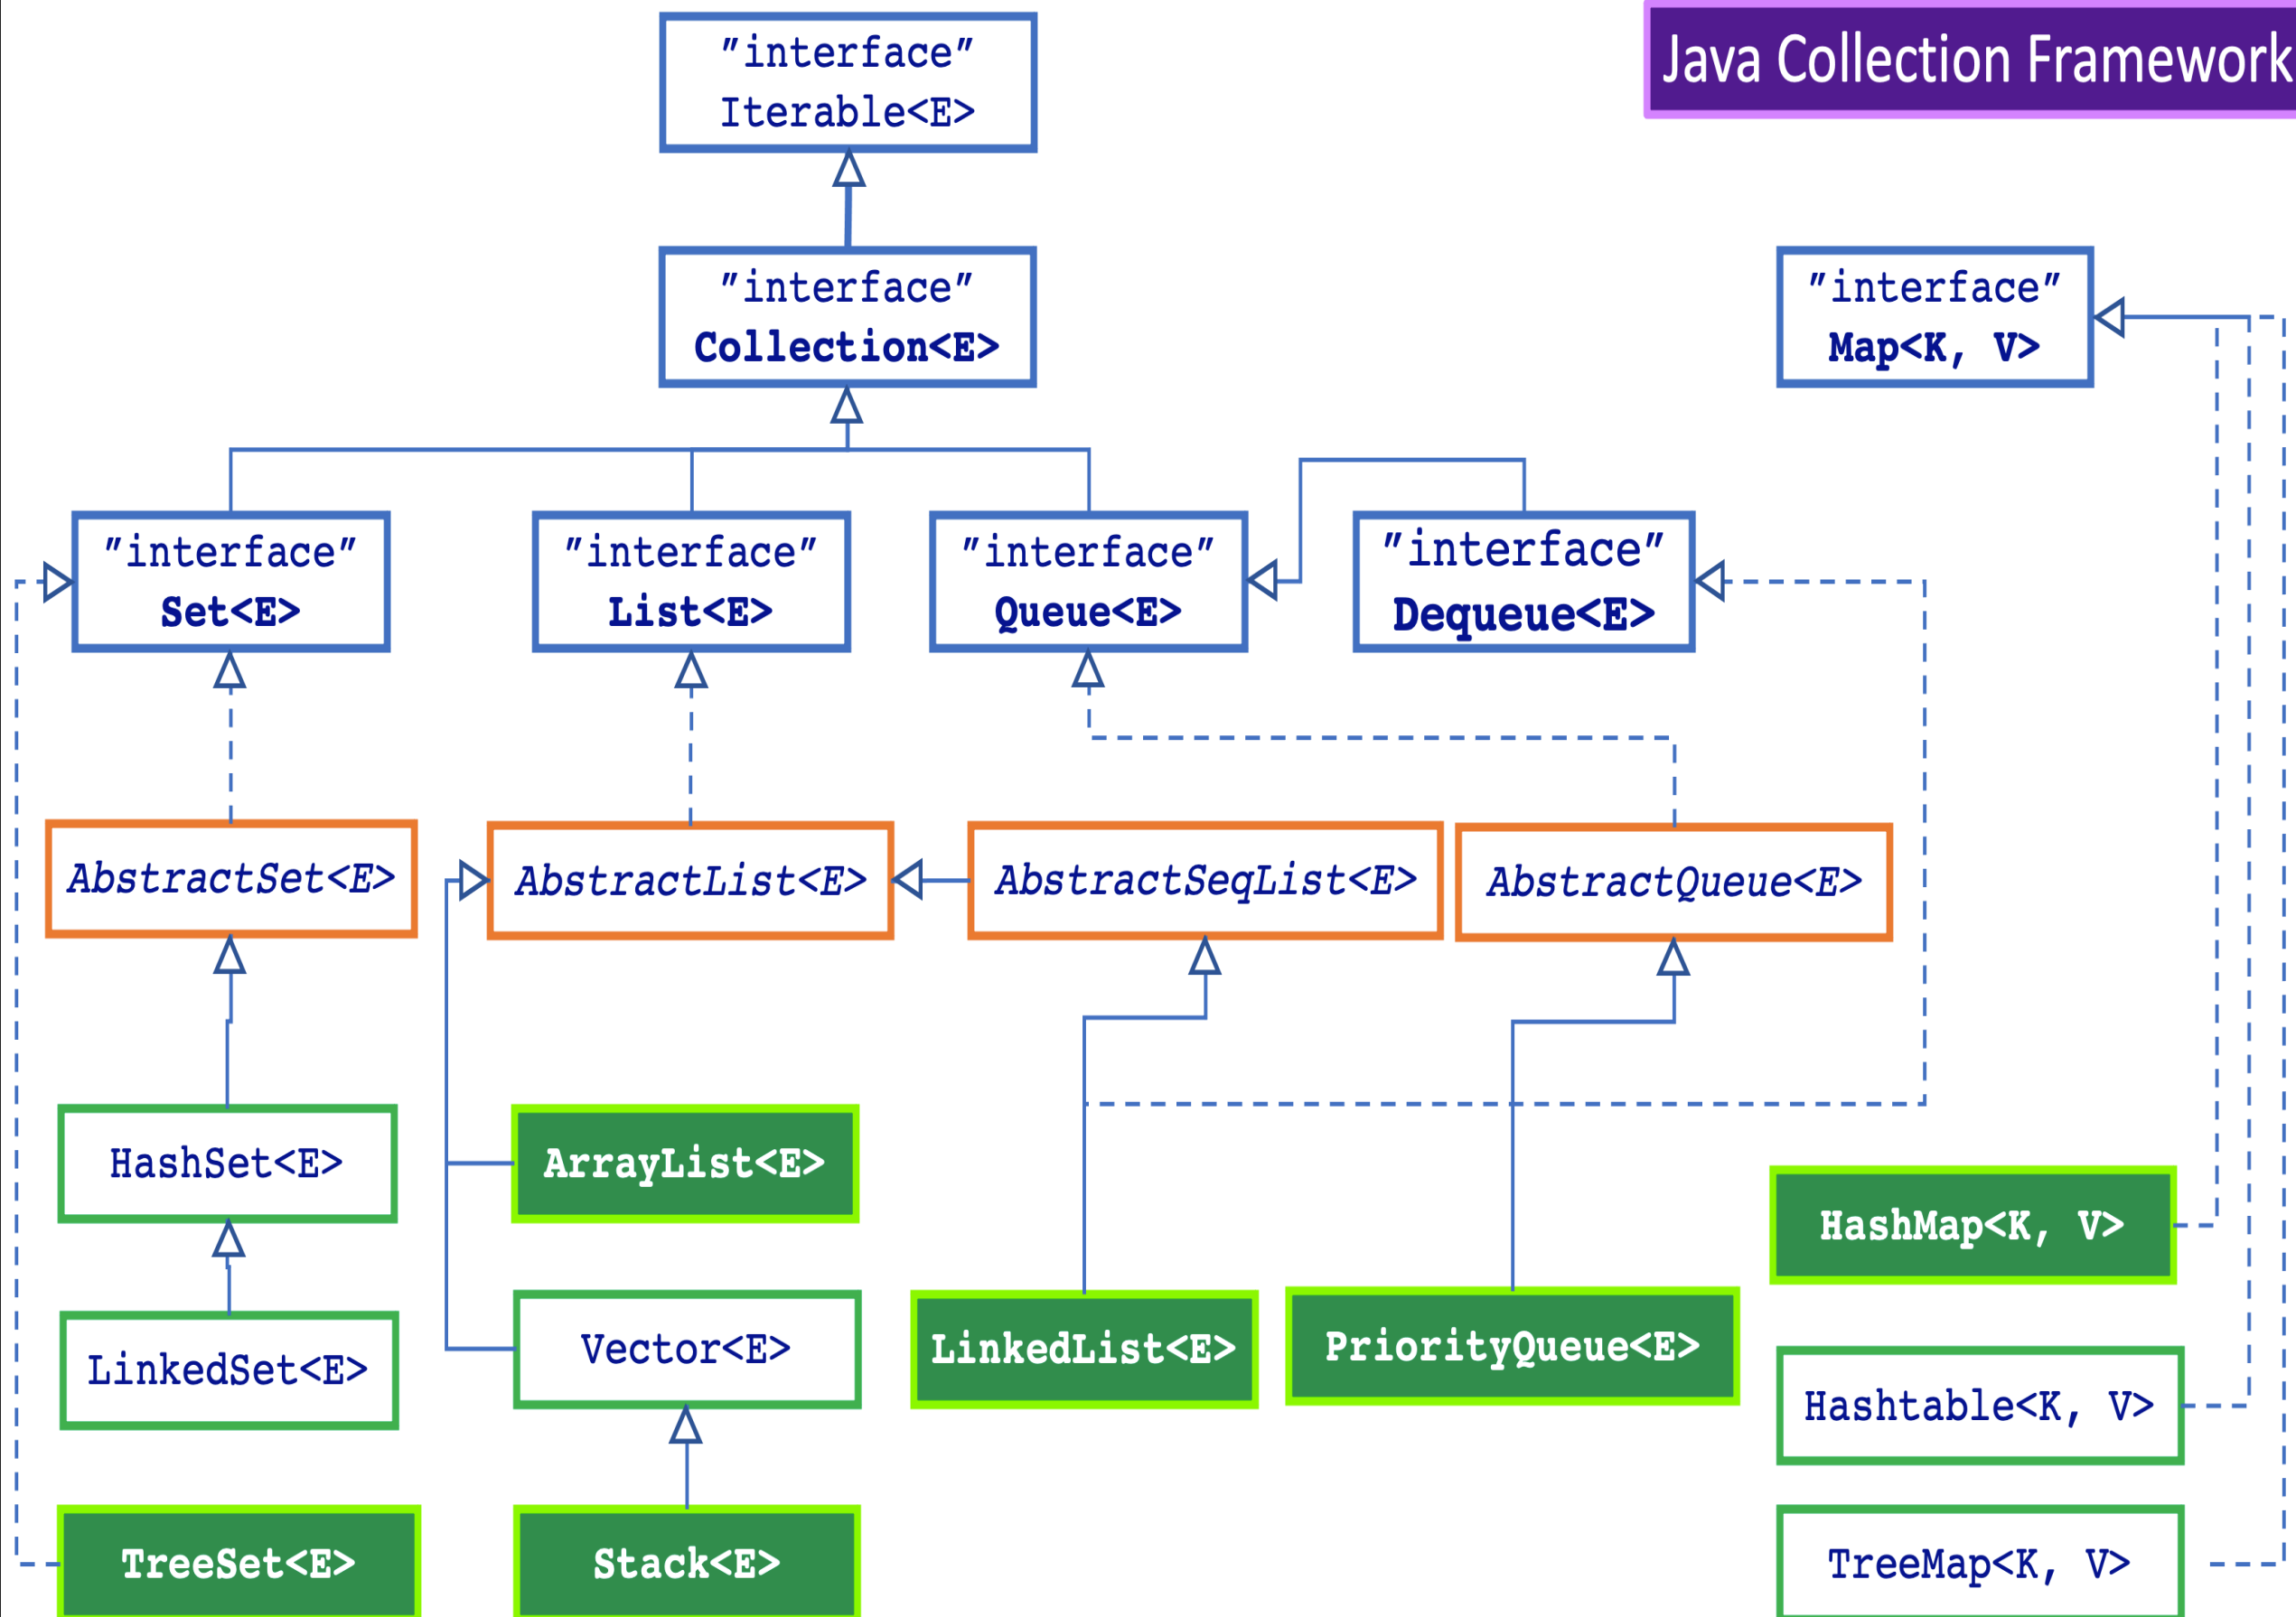 Java Collection Framework
"interface"
Iterable<E>
"interface"
Collection<E>
"interface"
Map<K, V>
"interface"
Set<E>
"interface"
List<E>
"interface"
Queue<E>
"interface"
Dequeue<E>
AbstractSet<E>
AbstractList<E>
AbstractSeqList<E>
AbstractQueue<E>
HashSet<E>
ArrayList<E>
HashMap<K, V>
LinkedSet<E>
Vector<E>
LinkedList<E>
PriorityQueue<E>
Hashtable<K, V>
TreeSet<E>
Stack<E>
TreeMap<K, V>